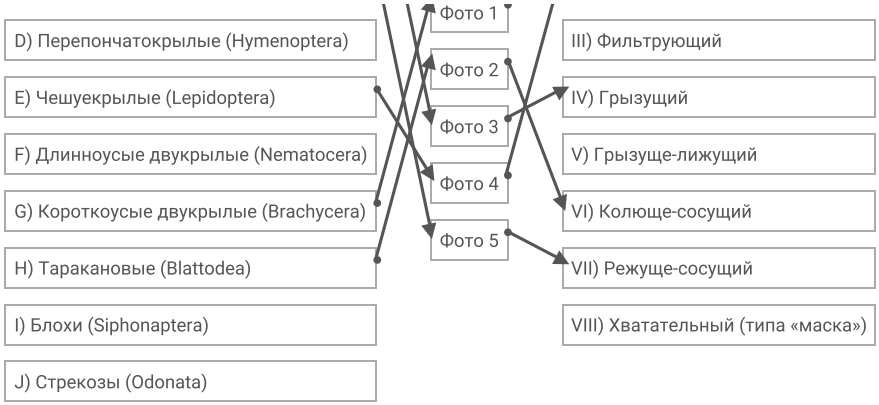 D) Перепончатокрылые (Hymenoptera)
E) Чешуекрылые (Lepidoptera)
F) Длинноусые двукрылые (Nematocera)
G) Короткоусые двукрылые (Brachycera)
H) Таракановые (Blattodea)
I) Блохи (Siphonaptera)
J) Стрекозы (Odonata)
Фото 1
Фото 2
Фото 3
Фото 4
Фото 5
III) Фильтрующий
IV) Грызущий
V) Грызуще-лижущий
VI) Колюще-сосущий
VII) Режуще-сосущий
VIII) Хватательный (типа «маска»)